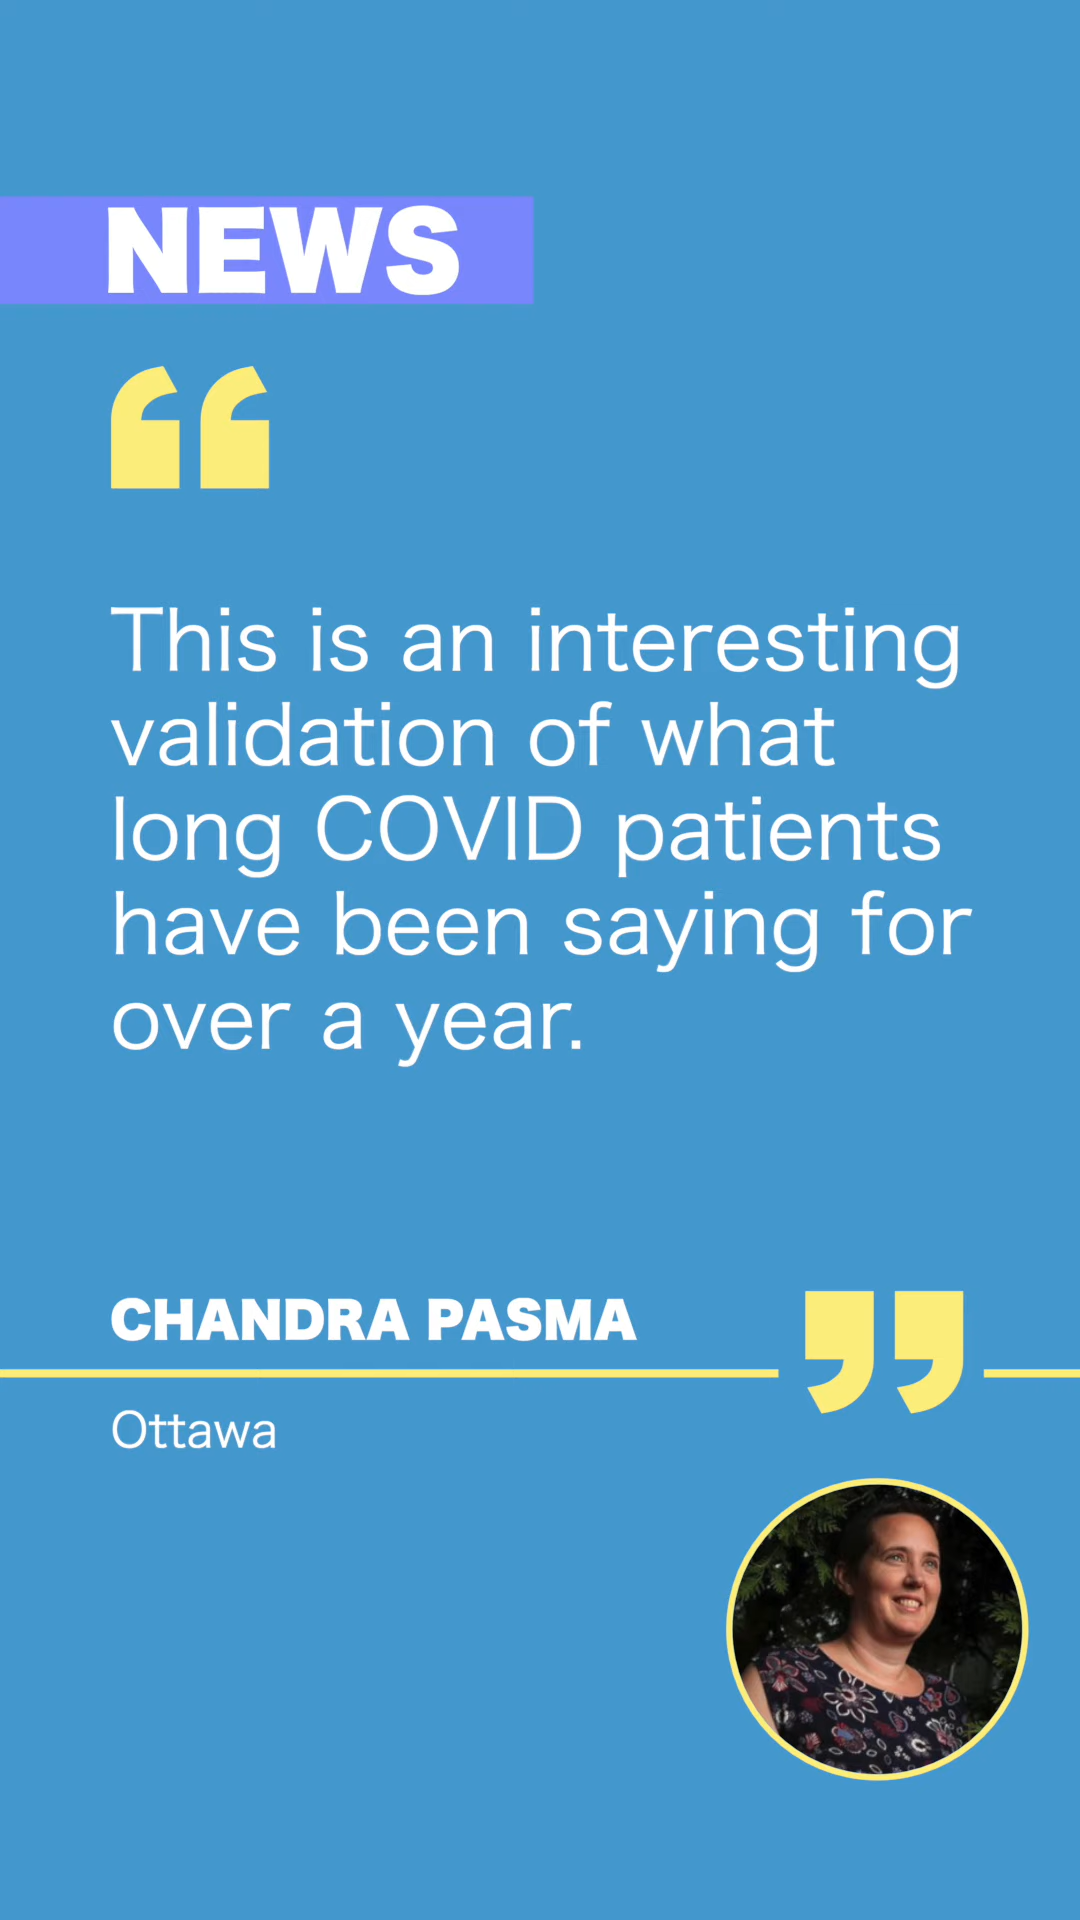 NEWS
“
This is an interesting
validation of what
long COVID patients
have been saying for
over a year.
”
CHANDRA PASMA
Ottawa